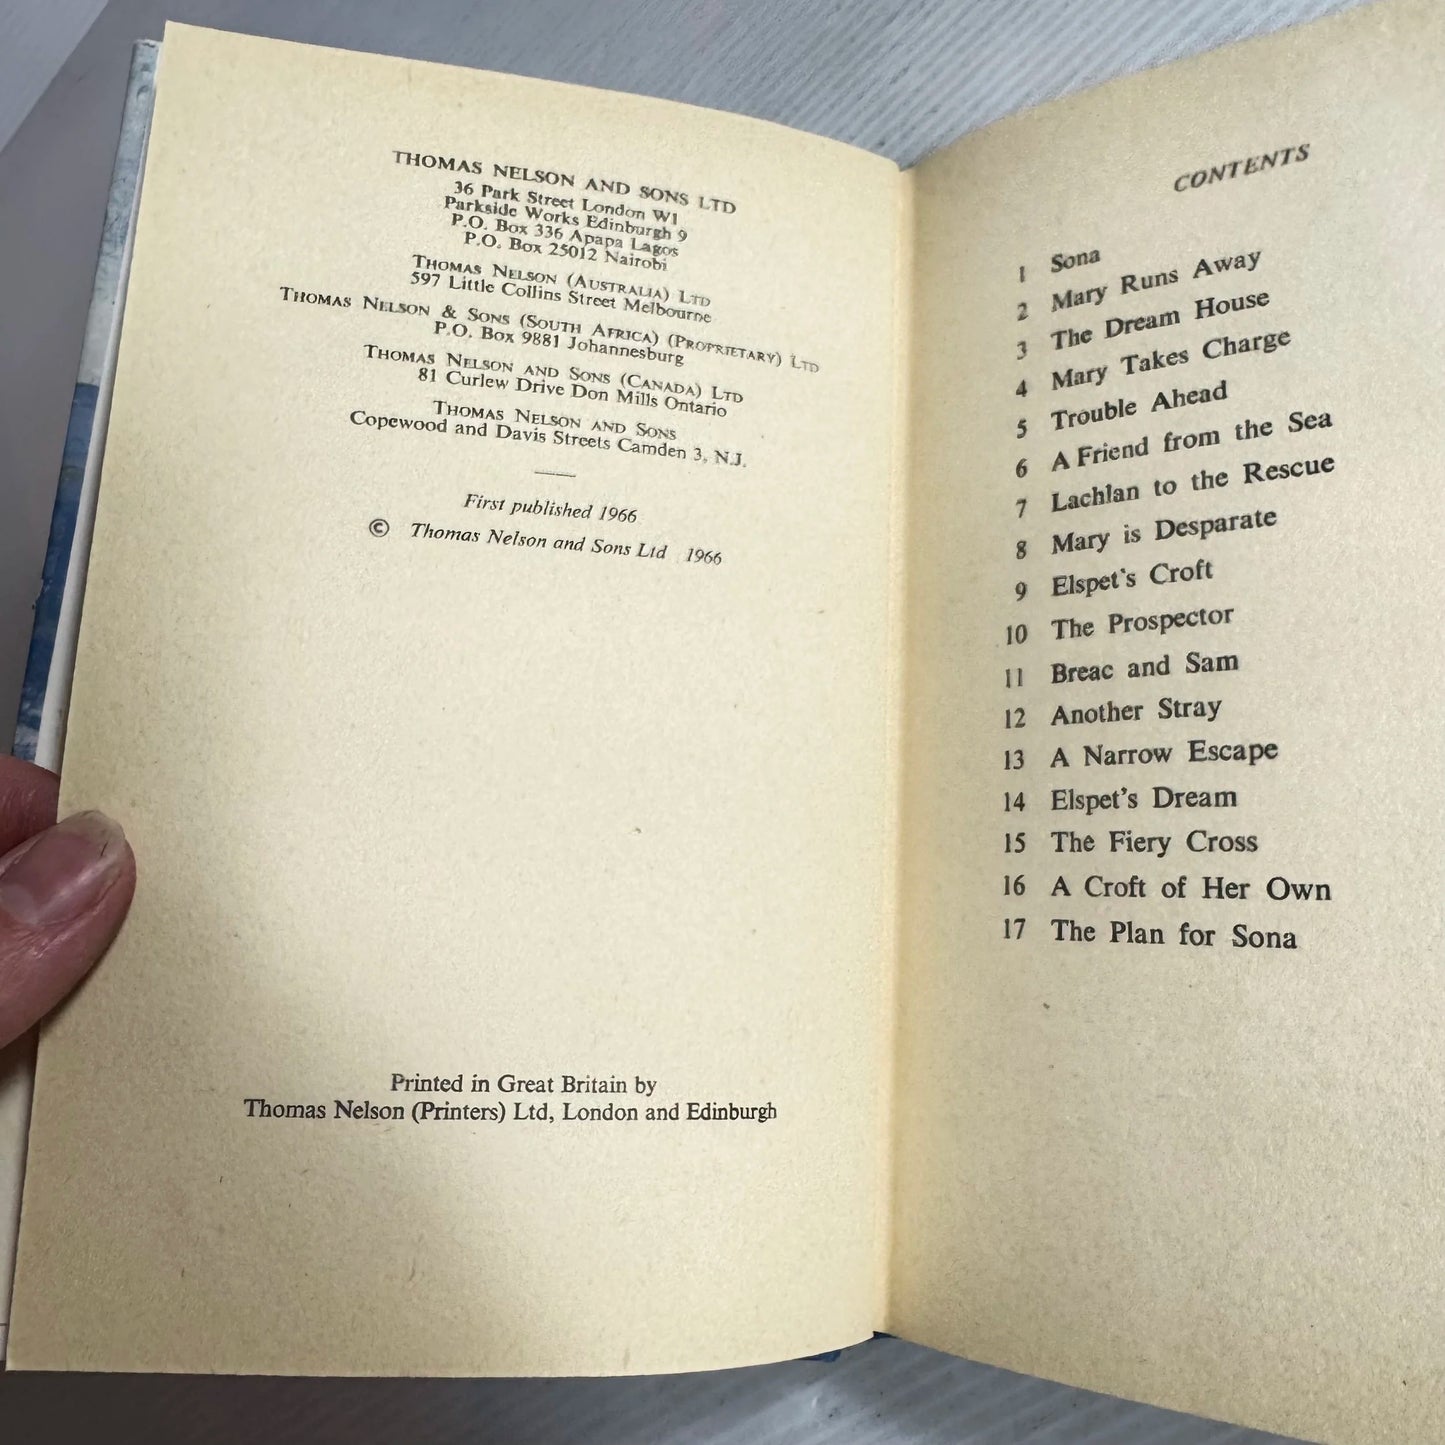 THOMAS NELSON AND SONS LTD
36 Park Street London W1
Parkside Works Edinburgh 9
P.O. Box 336 Apapa Lagos
P.O. Box 25012 Nairobi
THOMAS NELSON (AUSTRALIA) LTD
597 Little Collins Street Melbourne
THOMAS NELSON & SONS (SOUTH AFRICA) (PROPRIETARY) LTD
P.O. Box 9881 Johannesburg
THOMAS NELSON AND SONS (CANADA) LTD
81 Curlew Drive Don Mills Ontario
THOMAS NELSON AND SONS
Copewood and Davis Streets Camden 3, N.J.
First published 1966
© Thomas Nelson and Sons Ltd 1966
Printed in Great Britain by
Thomas Nelson (Printers) Ltd, London and Edinburgh
CONTENTS
1 Sona
2 Mary Runs Away
3 The Dream House
4 Mary Takes Charge
5 Trouble Ahead
6 A Friend from the Sea
7 Lachlan to the Rescue
8 Mary is Desparate
9 Elspet's Croft
10 The Prospector
11 Breac and Sam
12 Another Stray
13 A Narrow Escape
14 Elspet's Dream
15 The Fiery Cross
16 A Croft of Her Own
17 The Plan for Sona